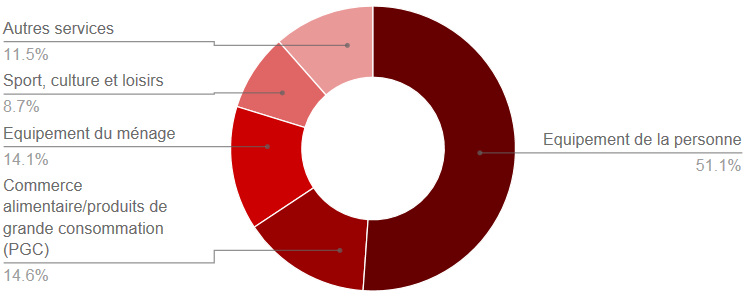 Autres services
11.5%
Sport, culture et loisirs
8.7%
Equipement du ménage
14.1%
Commerce
alimentaire/produits de
grande consommation
(PGC)
14.6%
Equipement de la personne
51.1%